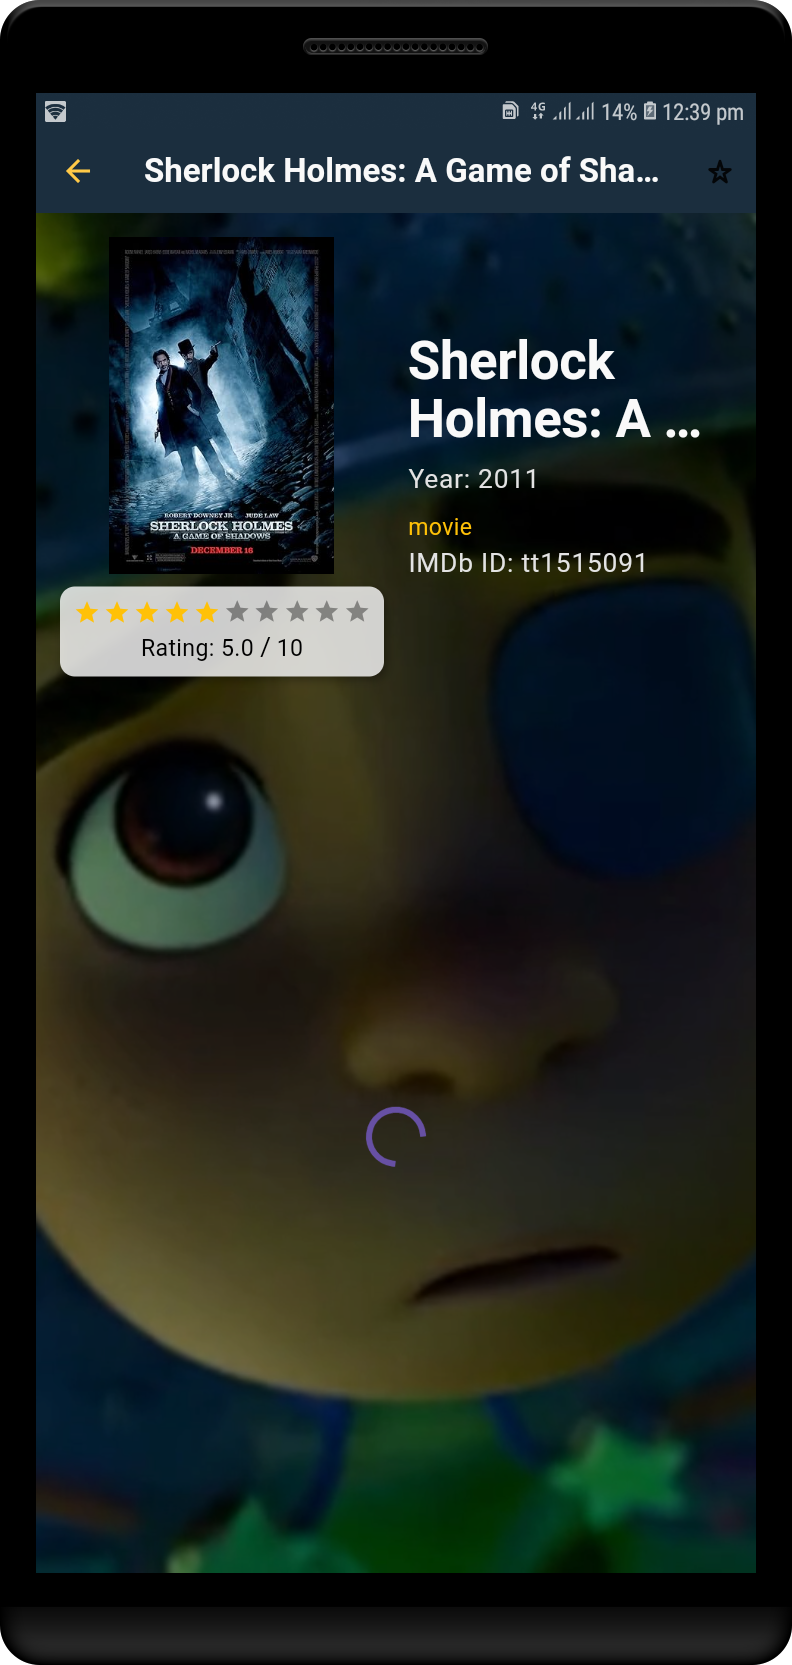 4G 14% 12:39 pm
Sherlock Holmes: A Game of Sha...
ROBERT DOWNEY JR. JUDE LAW
SHERLOCK HOLMES
A GAME OF SHADOWS
DECEMBER 16
Sherlock
Holmes: A ...
Year: 2011
movie
IMDb ID: tt1515091
Rating: 5.0 / 10